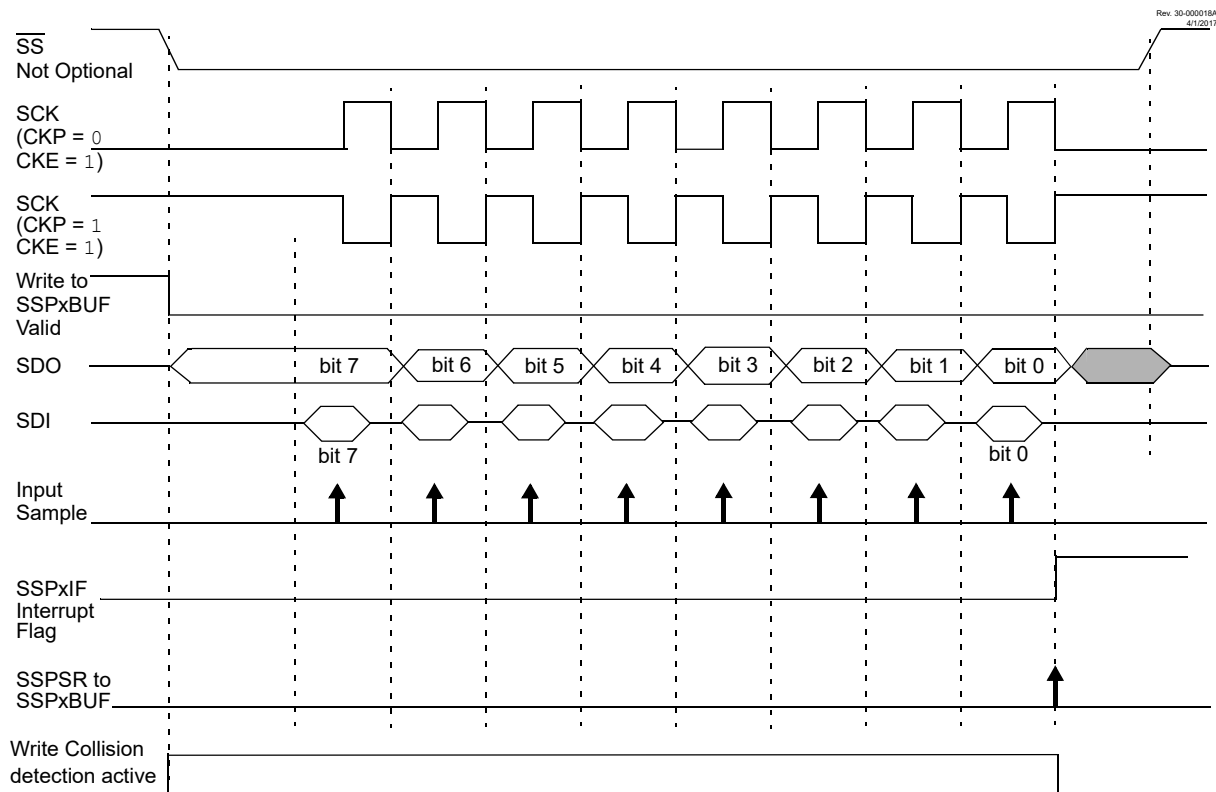 Rev. 30-000018A
4/1/2017
SS
Not Optional
SCK
(CKP = 0
CKE = 1)
SCK
(CKP = 1
CKE = 1)
Write to
SSPxBUF
Valid
SDO
bit 7 bit 6 bit 5 bit 4 bit 3 bit 2 bit 1 bit 0
SDI
bit 7 bit 0
Input
Sample
SSPxIF
Interrupt
Flag
SSPSR to
SSPxBUF
Write Collision
detection active